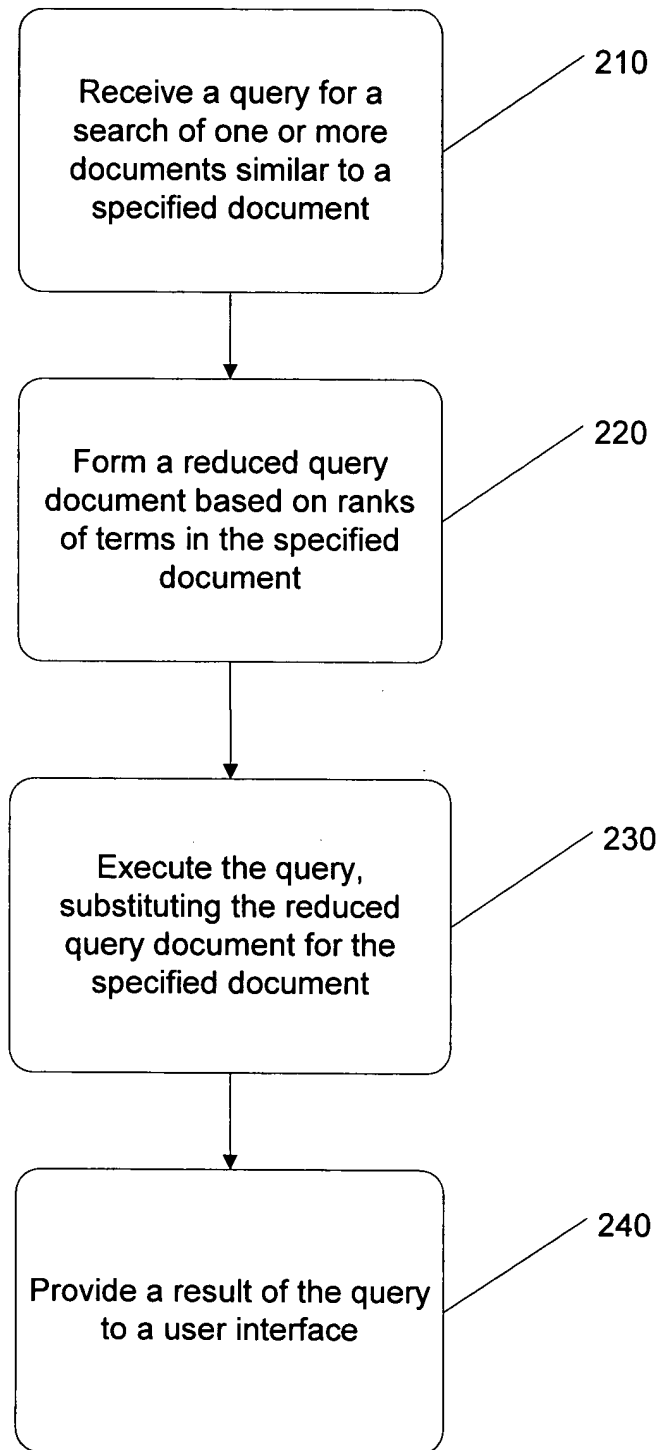 Receive a query for a
search of one or more
documents similar to a
specified document
210
Form a reduced query
document based on ranks
of terms in the specified
document
220
Execute the query,
substituting the reduced
query document for the
specified document
230
Provide a result of the query
to a user interface
240